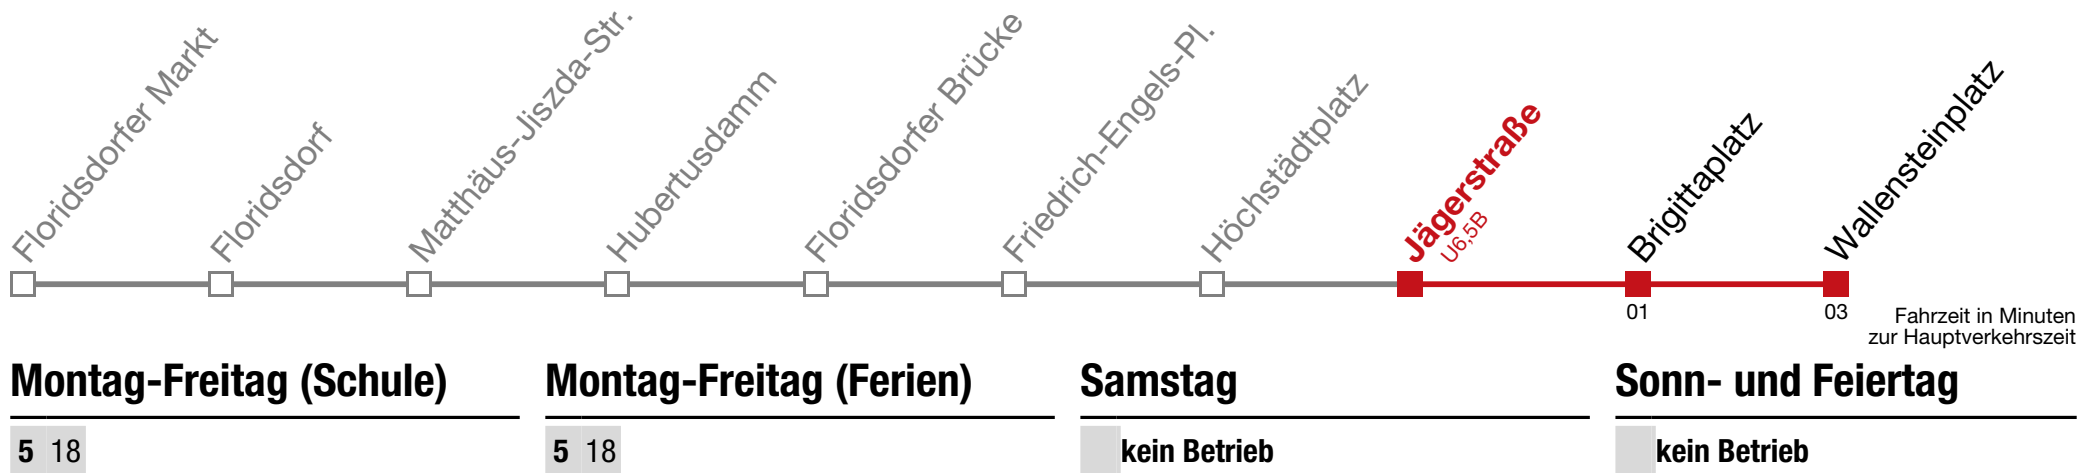 Floridsdorfer Markt
Floridsdorf
Matthäus-Jiszda-Str.
Hubertusdamm
Floridsdorfer Brücke
Friedrich-Engels-Pl.
Höchstädtplatz
Jägerstraße
U6,5B
Brigittaplatz
Wallensteinplatz
01
03
Fahrzeit in Minuten
zur Hauptverkehrszeit
Montag-Freitag (Schule)
5 18
Montag-Freitag (Ferien)
5 18
Samstag
kein Betrieb
Sonn- und Feiertag
kein Betrieb